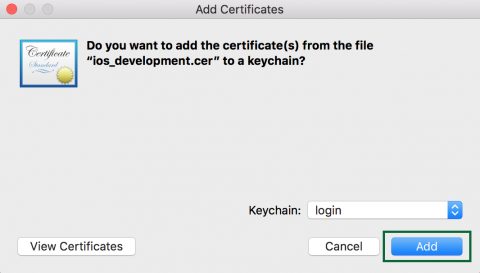 Add Certificates
Certificate
Standard
Do you want to add the certificate(s) from the file
“ios_development.cer” to a keychain?
Keychain: login
View Certificates Cancel Add